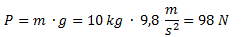 P = m · g = 10 kg · 9,8 m/s² = 98 N